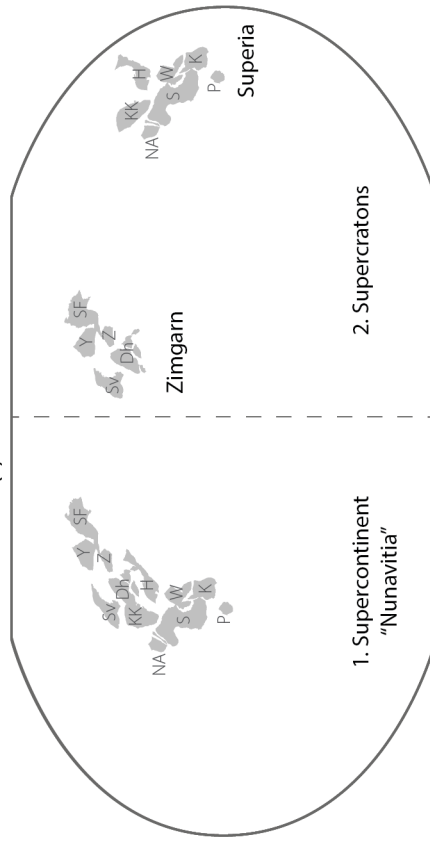 SF
Y
Z
Sv
Dh
H
KK
W
K
S
NA
P
1. Supercontinent
“Nunavitia”
SF
Y
Z
Sv
Dh
Zimgarn
H
W
K
KK
S
NA
P
Superia
2. Supercratons